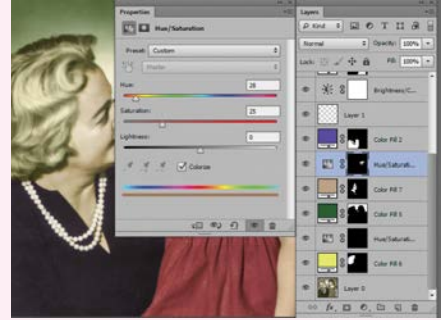 Properties
Hue/Saturation
Preset: Custom
Master
Hue: 28
Saturation: 25
Lightness: 0
Colorize
Layers
Kind
Normal Opacity: 100%
Lock: Fill: 100%
Brightness/C...
Layer 1
Color Fill 2
Hue/Saturati...
Color Fill 7
Color Fill 5
Hue/Saturati...
Color Fill 6
Layer 0
fx